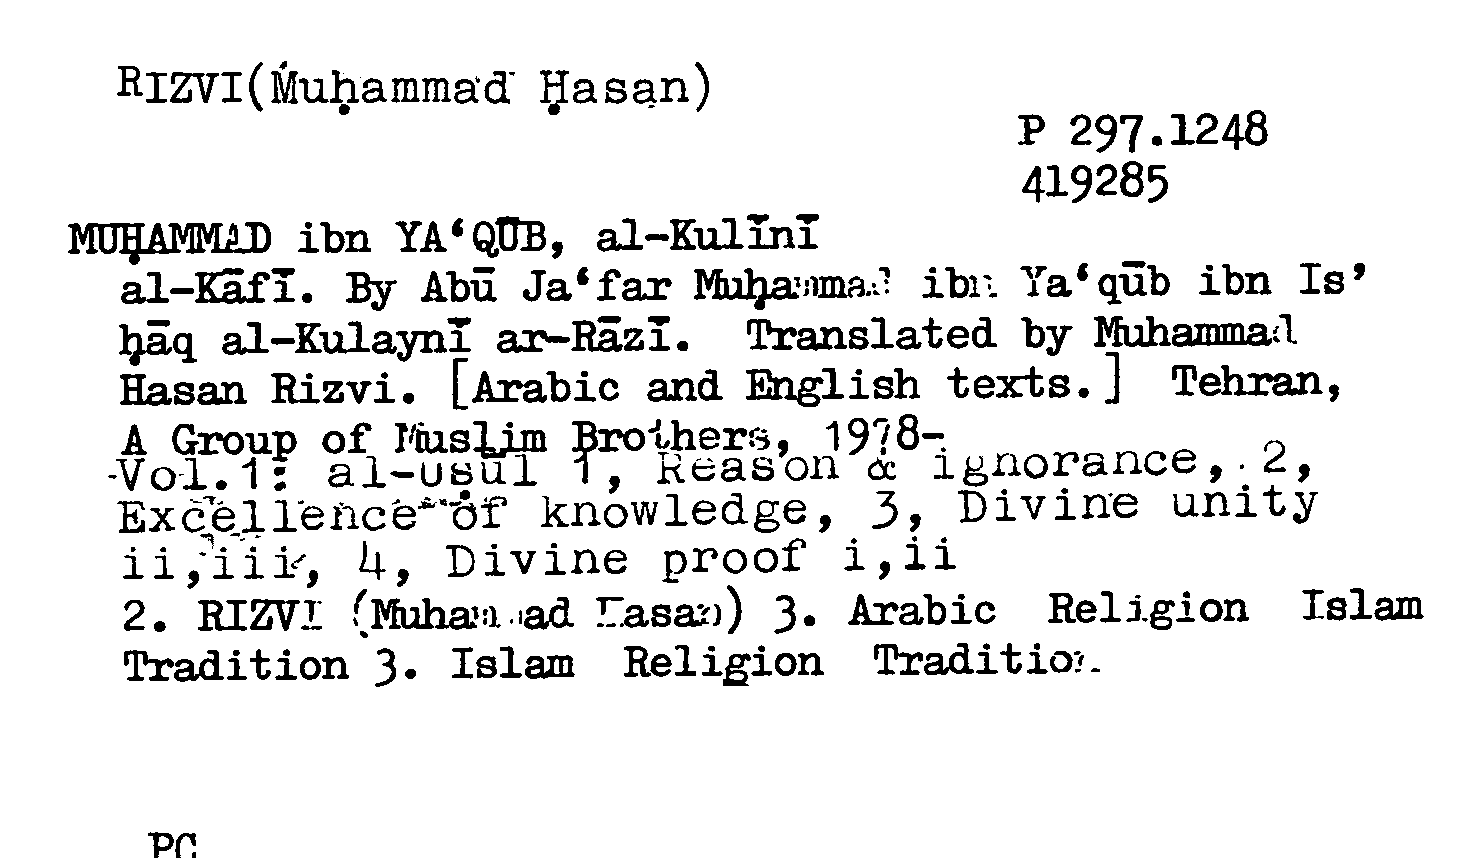 RIZVI(Muḥammad Ḥasan)
P 297.1248
419285
MUḤAMMAD ibn YA‘QŪB, al-Kulīnī
al-Kāfī. By Abū Ja‘far Muḥammad ibn Ya‘qūb ibn Is’
ḥāq al-Kulaynī ar-Rāzī. Translated by Muhammad
Hasan Rizvi. [Arabic and English texts.] Tehran,
A Group of Muslim Brothers, 1978-
Vol.1: al-uṣūl 1, Reason & ignorance, 2,
Excellence of knowledge, 3, Divine unity
ii,iii, 4, Divine proof i,ii
2. RIZVI (Muhammad Hasan) 3. Arabic Religion Islam
Tradition 3. Islam Religion Tradition.
PC